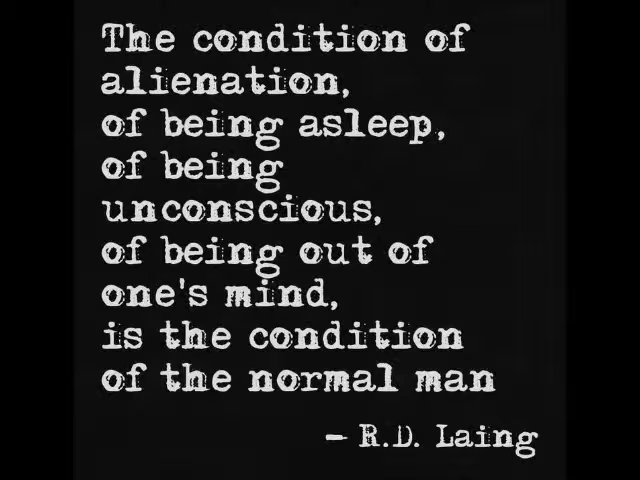 The condition of
alienation,
of being asleep,
of being
unconscious,
of being out of
one's mind,
is the condition
of the normal man
– R.D. Laing